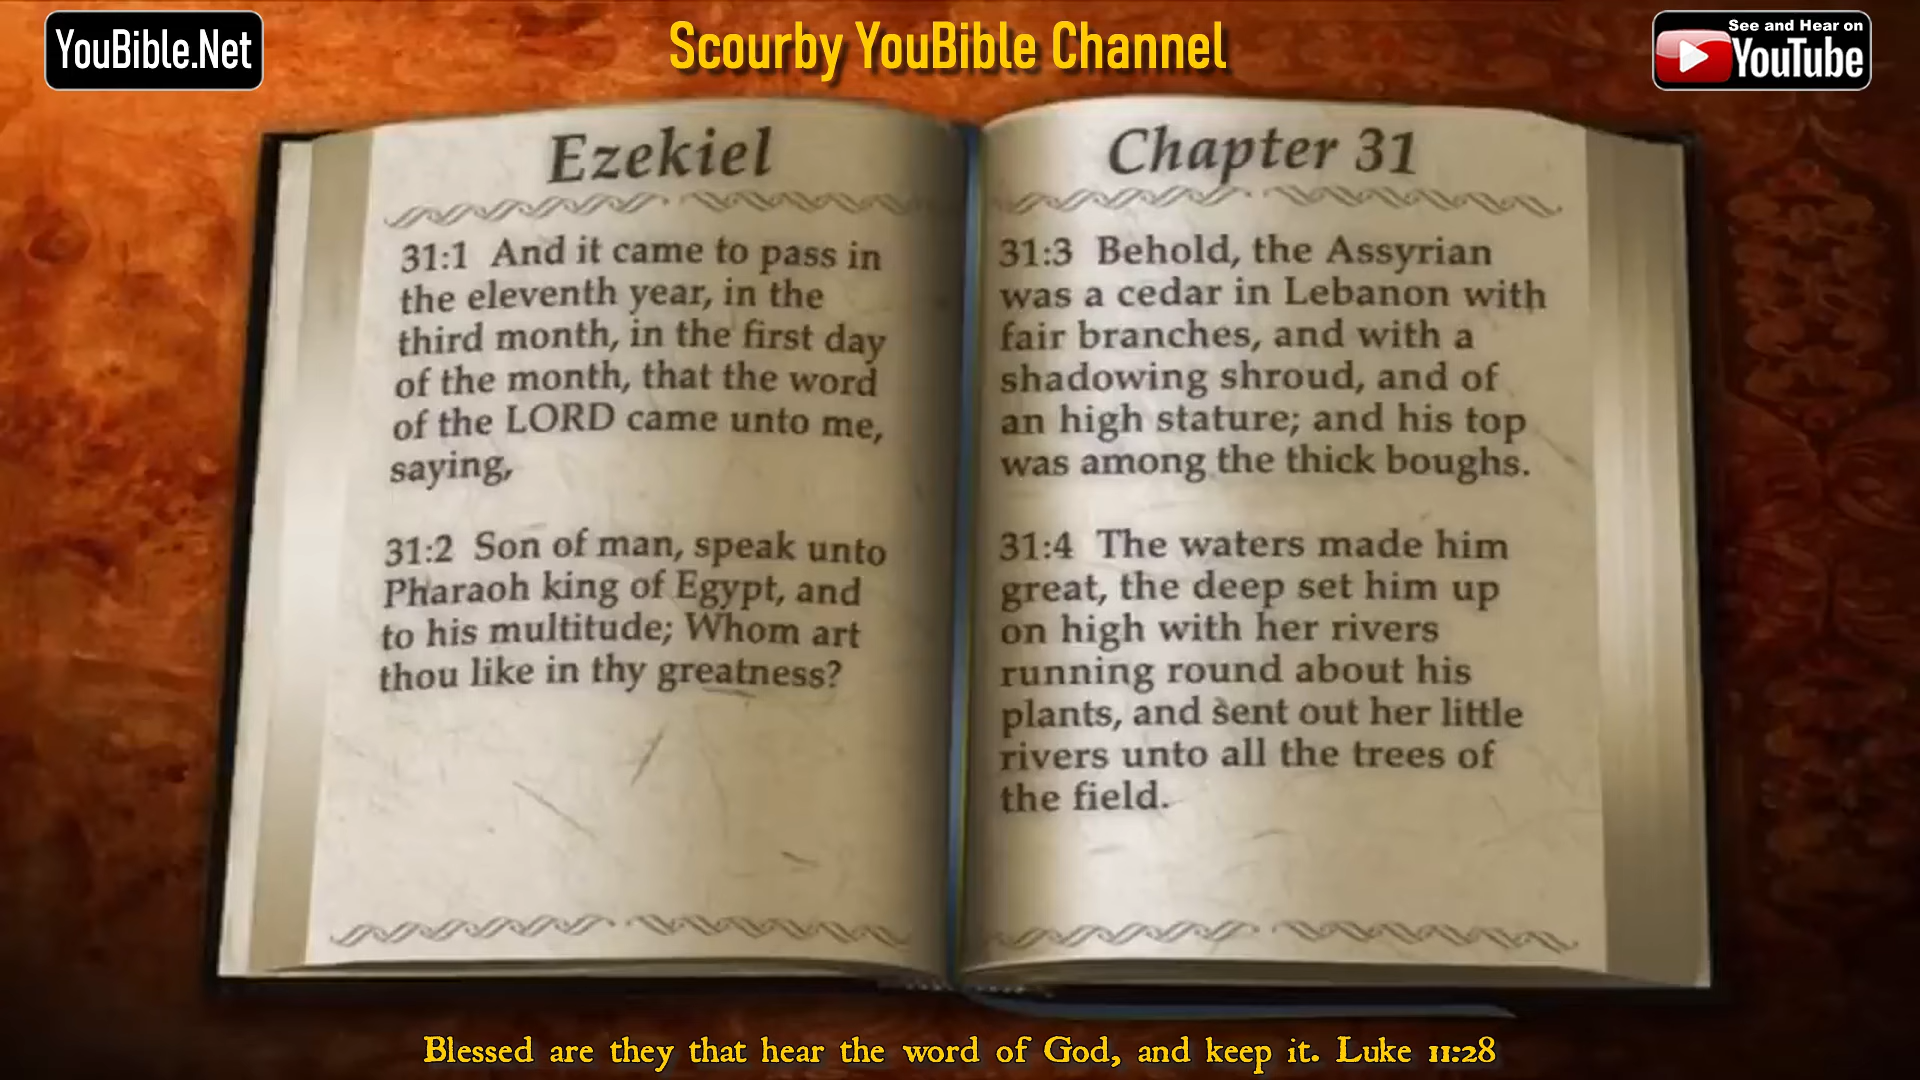 YouBible.Net
Scourby YouBible Channel
See and Hear on
YouTube
Ezekiel
31:1 And it came to pass in
the eleventh year, in the
third month, in the first day
of the month, that the word
of the LORD came unto me,
saying,
31:2 Son of man, speak unto
Pharaoh king of Egypt, and
to his multitude; Whom art
thou like in thy greatness?
Chapter 31
31:3 Behold, the Assyrian
was a cedar in Lebanon with
fair branches, and with a
shadowing shroud, and of
an high stature; and his top
was among the thick boughs.
31:4 The waters made him
great, the deep set him up
on high with her rivers
running round about his
plants, and sent out her little
rivers unto all the trees of
the field.
Blessed are they that hear the word of God, and keep it. Luke 11:28